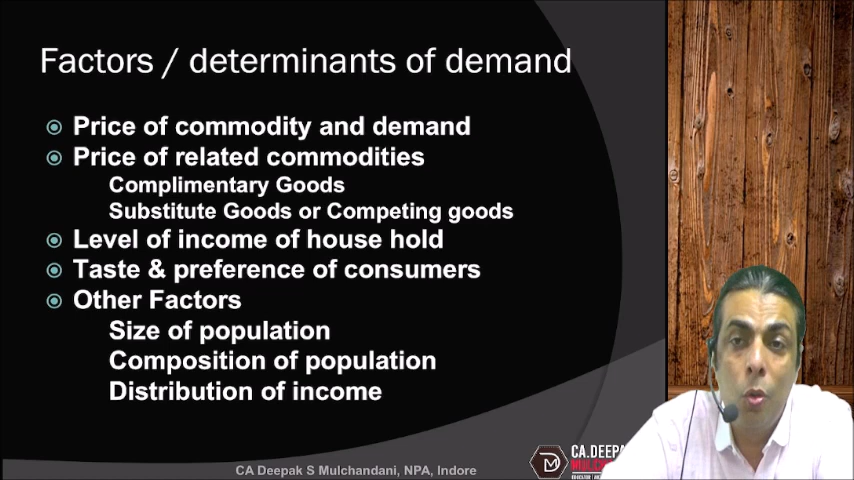 Factors / determinants of demand
Price of commodity and demand
Price of related commodities
Complimentary Goods
Substitute Goods or Competing goods
Level of income of house hold
Taste & preference of consumers
Other Factors
Size of population
Composition of population
Distribution of income
CA Deepak S Mulchandani, NPA, Indore